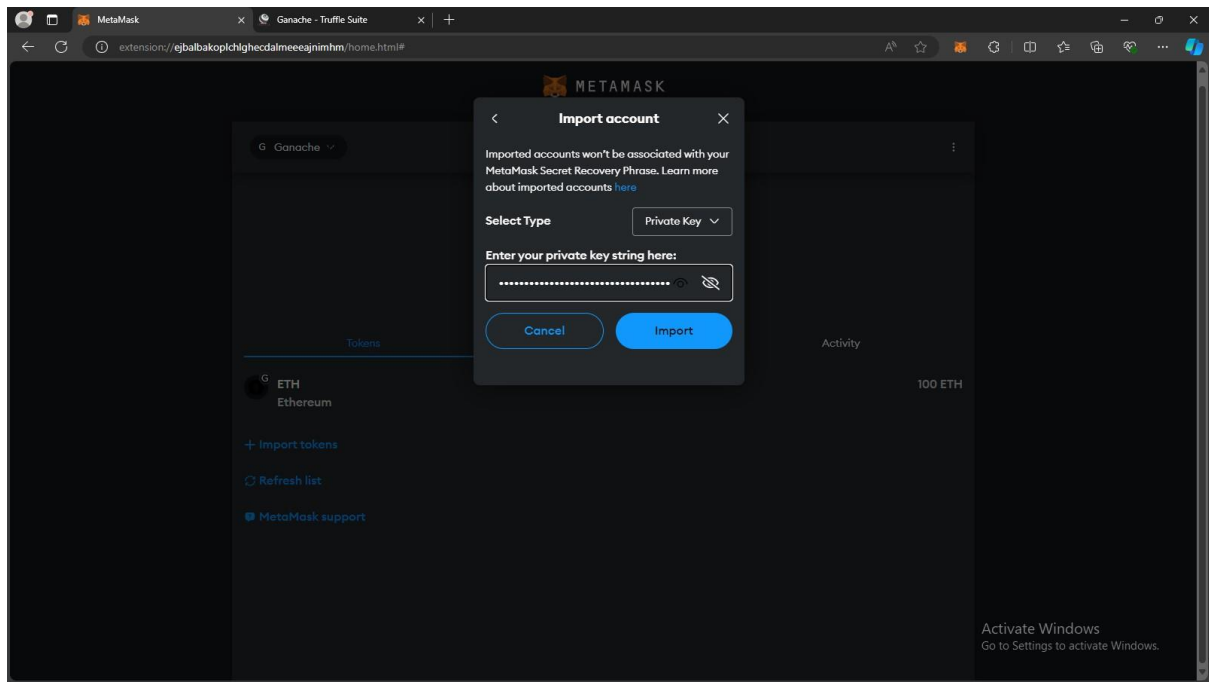 MetaMask
Ganache - Truffle Suite
extension://ejbalbakoplchlghecdalmeeeajnimhm/home.html#
METAMASK
G Ganache
Import account
Imported accounts won't be associated with your
MetaMask Secret Recovery Phrase. Learn more
about imported accounts here
Select Type
Private Key
Enter your private key string here:
Cancel
Import
Tokens
Activity
G
ETH
100 ETH
Ethereum
+ Import tokens
Refresh list
MetaMask support
Activate Windows
Go to Settings to activate Windows.